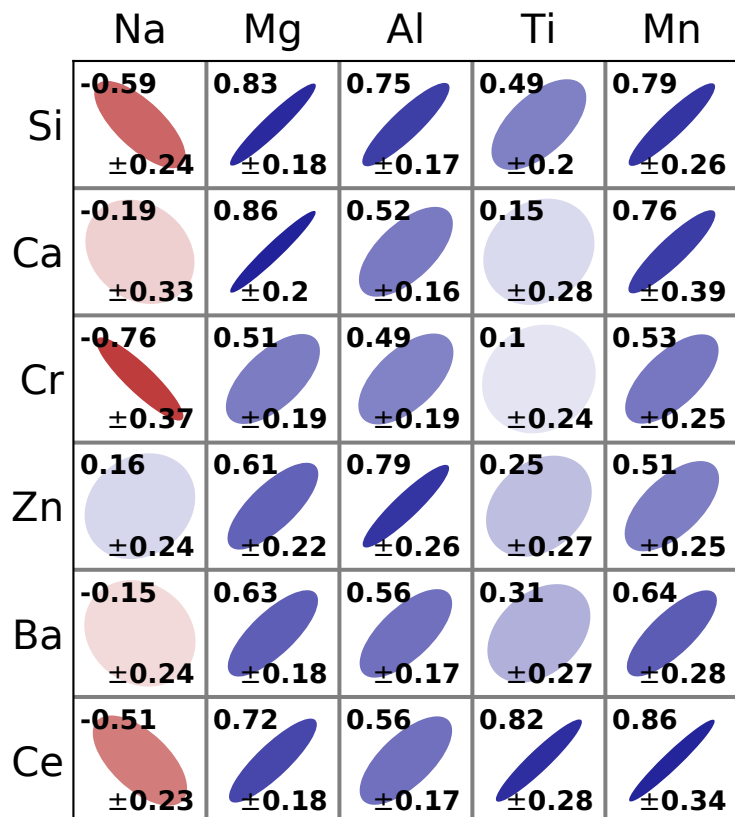 Na Mg Al Ti Mn
Si -0.59 0.83 0.75 0.49 0.79
±0.24 ±0.18 ±0.17 ±0.2 ±0.26
Ca -0.19 0.86 0.52 0.15 0.76
±0.33 ±0.2 ±0.16 ±0.28 ±0.39
Cr -0.76 0.51 0.49 0.1 0.53
±0.37 ±0.19 ±0.19 ±0.24 ±0.25
Zn 0.16 0.61 0.79 0.25 0.51
±0.24 ±0.22 ±0.26 ±0.27 ±0.25
Ba -0.15 0.63 0.56 0.31 0.64
±0.24 ±0.18 ±0.17 ±0.27 ±0.28
Ce -0.51 0.72 0.56 0.82 0.86
±0.23 ±0.18 ±0.17 ±0.28 ±0.34